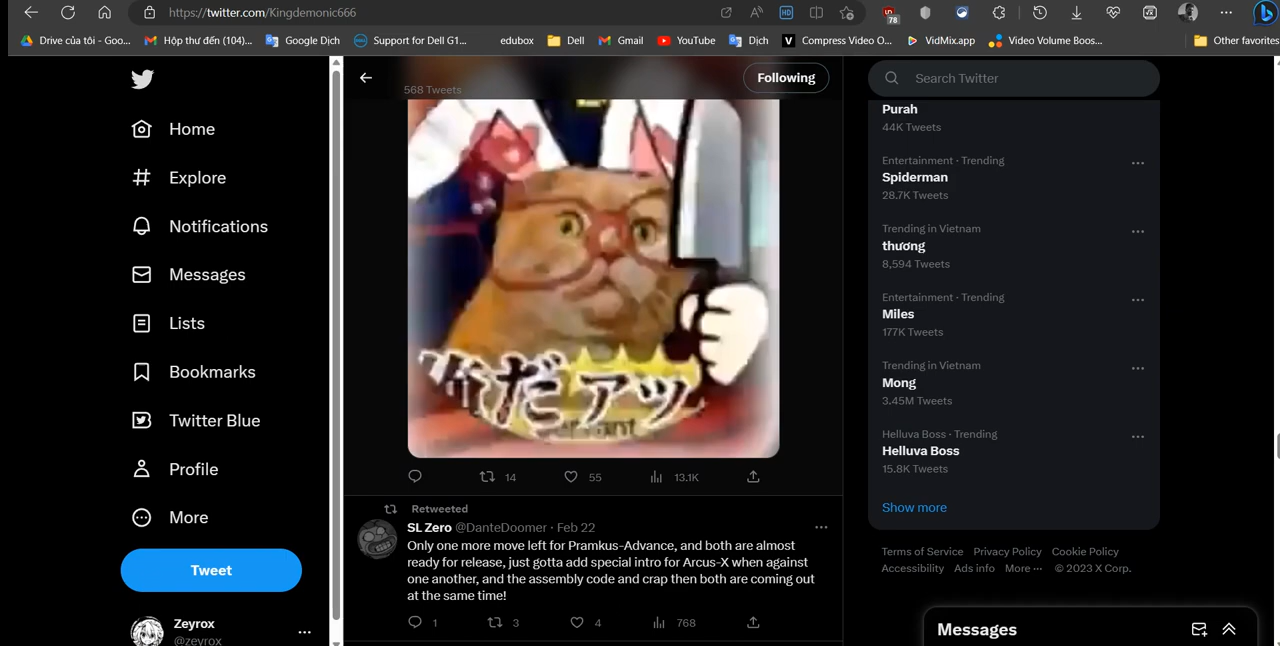 https://twitter.com/Kingdemonic666
78
Drive của tôi - Goo...
Hộp thư đến (104)...
Google Dịch
Support for Dell G1...
edubox
Dell
Gmail
YouTube
Dịch
Compress Video O...
VidMix.app
Video Volume Boos...
Other favorites
Home
Explore
Notifications
Messages
Lists
Bookmarks
Twitter Blue
Profile
More
Tweet
Zeyrox
@zeyrox
568 Tweets
Following
だアッ
14
55
13.1K
Retweeted
SL Zero @DanteDoomer · Feb 22
Only one more move left for Pramkus-Advance, and both are almost
ready for release, just gotta add special intro for Arcus-X when against
one another, and the assembly code and crap then both are coming out
at the same time!
1
3
4
768
Search Twitter
Purah
44K Tweets
Entertainment · Trending
Spiderman
28.7K Tweets
Trending in Vietnam
thương
8,594 Tweets
Entertainment · Trending
Miles
177K Tweets
Trending in Vietnam
Mong
3.45M Tweets
Helluva Boss · Trending
Helluva Boss
15.8K Tweets
Show more
Terms of Service Privacy Policy Cookie Policy
Accessibility Ads info More ··· © 2023 X Corp.
Messages